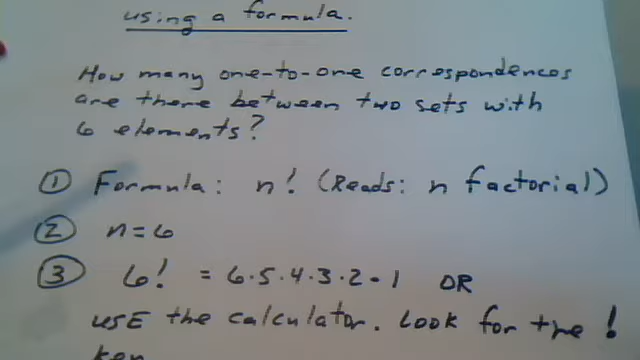 using a formula.
How many one-to-one correspondences
are there between two sets with
6 elements?
① Formula: n! (Reads: n factorial)
② n=6
③ 6! = 6·5·4·3·2·1 OR
USE the calculator. Look for the !
key